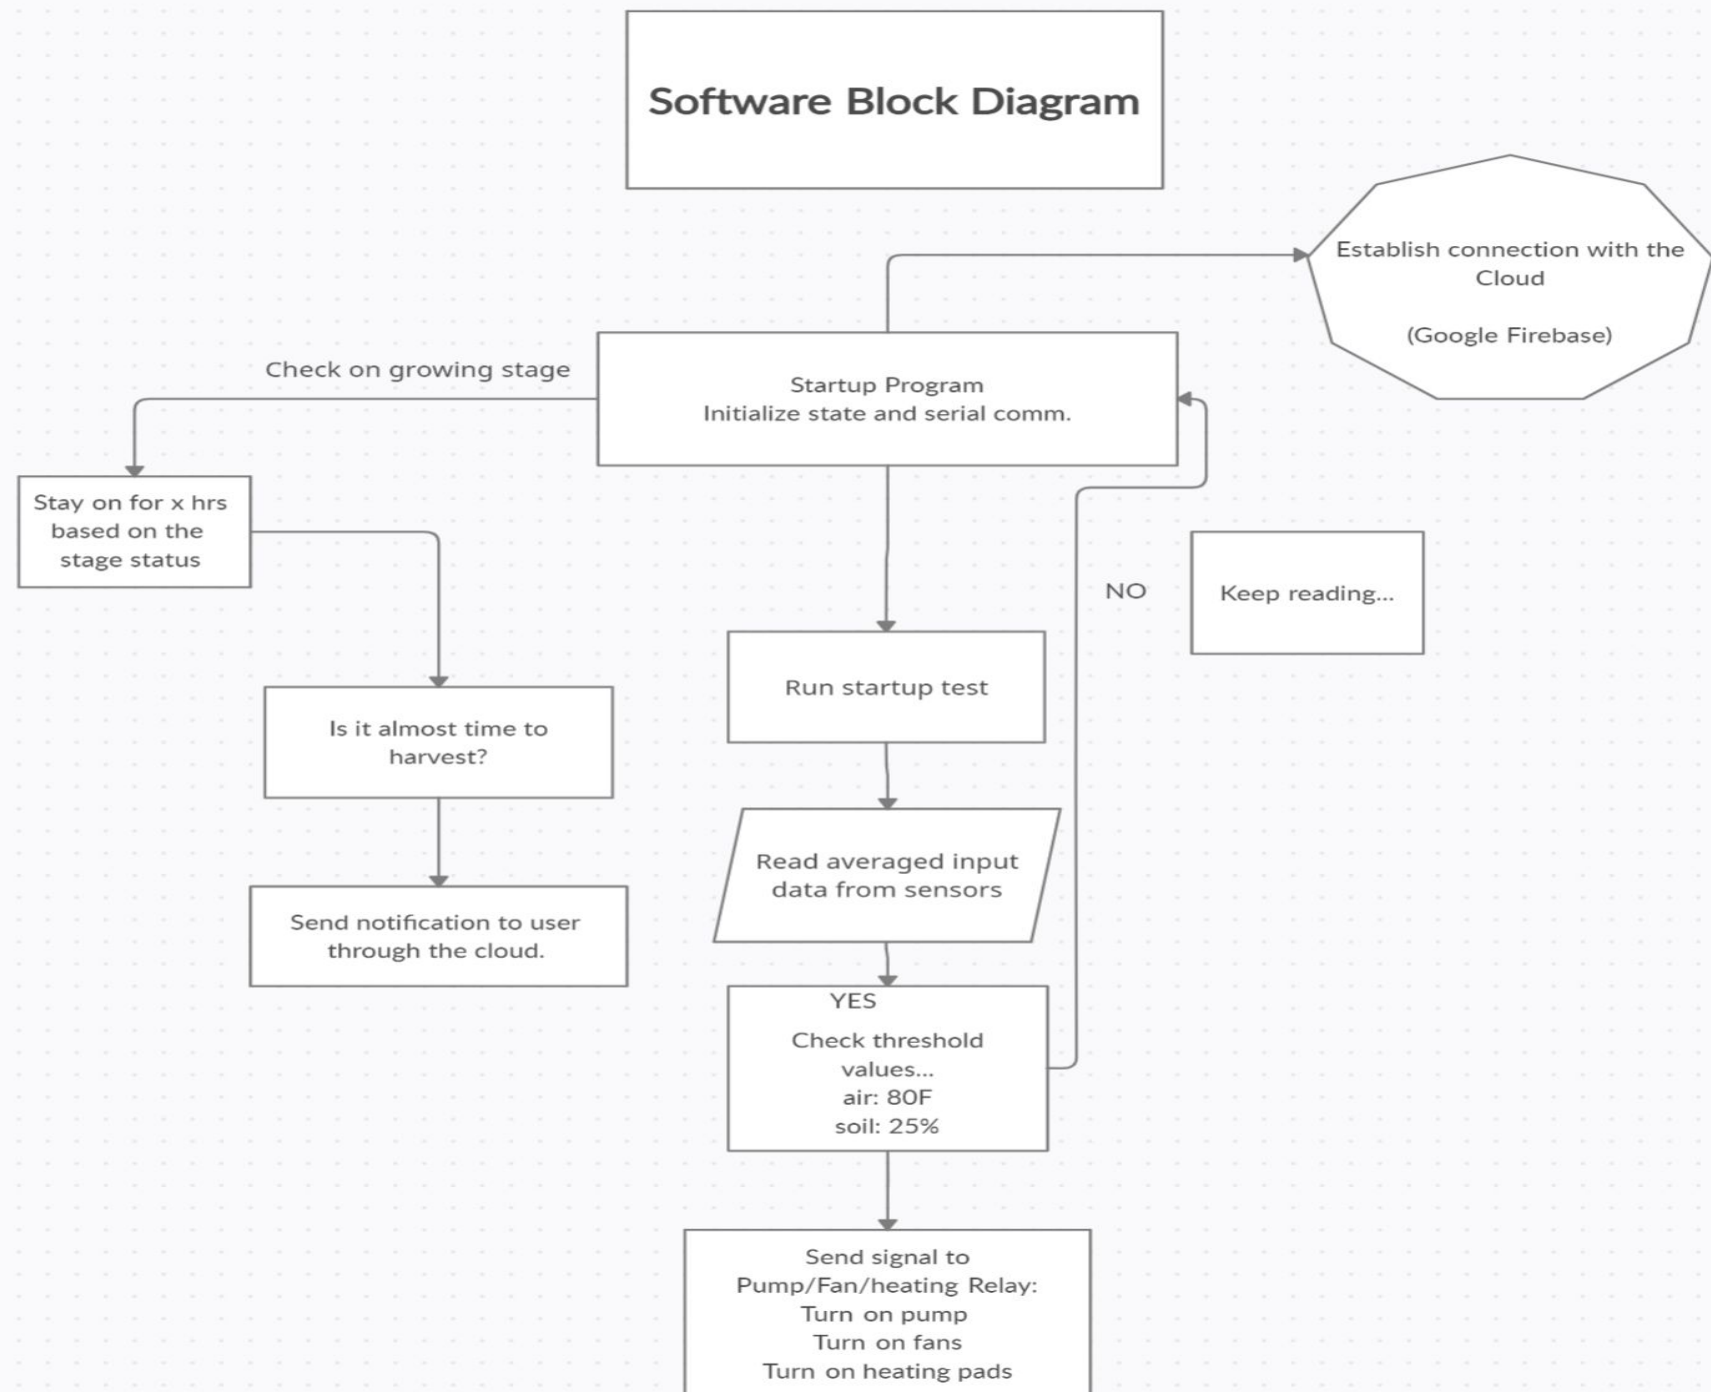 Software Block Diagram
Establish connection with the
Cloud
(Google Firebase)
Check on growing stage
Startup Program
Initialize state and serial comm.
Stay on for x hrs
based on the
stage status
NO
Keep reading...
Run startup test
Is it almost time to
harvest?
Read averaged input
data from sensors
Send notification to user
through the cloud.
YES
Check threshold
values...
air: 80F
soil: 25%
Send signal to
Pump/Fan/heating Relay:
Turn on pump
Turn on fans
Turn on heating pads